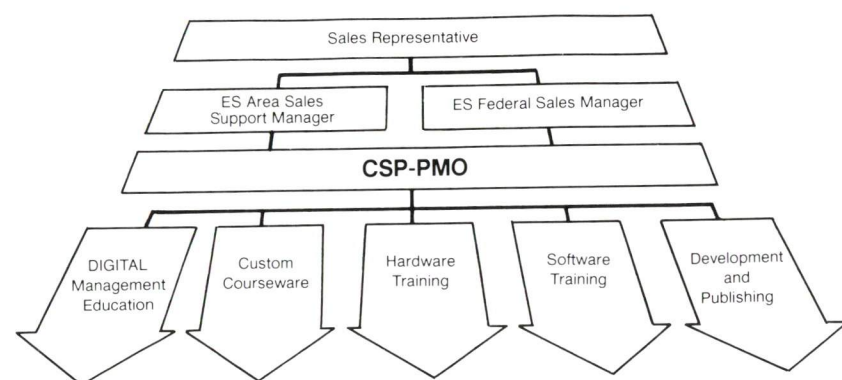 Sales Representative
ES Area Sales
Support Manager
ES Federal Sales Manager
CSP-PMO
DIGITAL
Management
Education
Custom
Courseware
Hardware
Training
Software
Training
Development
and
Publishing